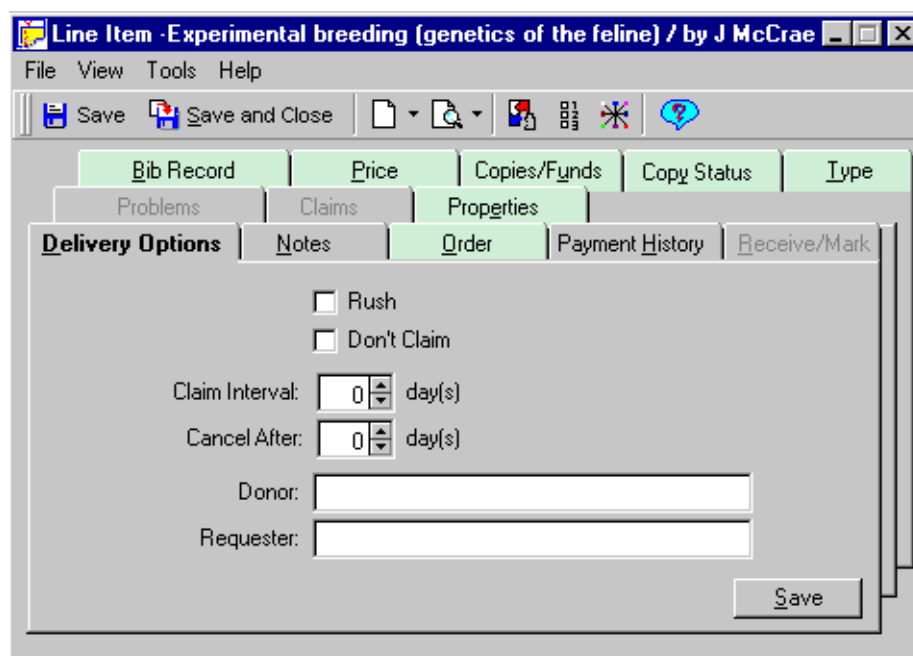 Line Item -Experimental breeding (genetics of the feline) / by J McCrae
File View Tools Help
Save Save and Close
Bib Record Price Copies/Funds Copy Status Type
Problems Claims Properties
Delivery Options Notes Order Payment History Receive/Mark
Rush
Don't Claim
Claim Interval: 0 day(s)
Cancel After: 0 day(s)
Donor:
Requester:
Save